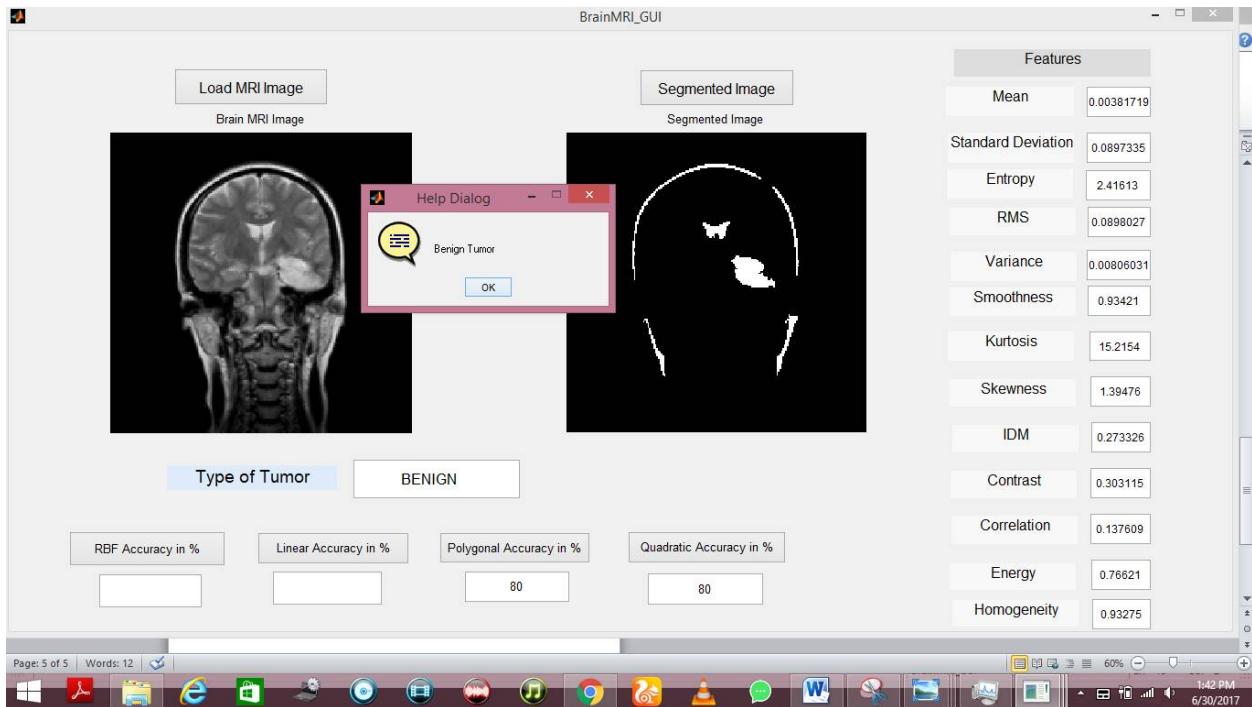 BrainMRI_GUI
Load MRI Image
Brain MRI Image
Segmented Image
Segmented Image
Help Dialog
Benign Tumor
OK
Type of Tumor
BENIGN
RBF Accuracy in %
Linear Accuracy in %
Polygonal Accuracy in %
80
Quadratic Accuracy in %
80
Features
Mean
0.00381719
Standard Deviation
0.0897335
Entropy
2.41613
RMS
0.0898027
Variance
0.00806031
Smoothness
0.93421
Kurtosis
15.2154
Skewness
1.39476
IDM
0.273326
Contrast
0.303115
Correlation
0.137609
Energy
0.76621
Homogeneity
0.93275
Page: 5 of 5
Words: 12
60%
1:42 PM
6/30/2017